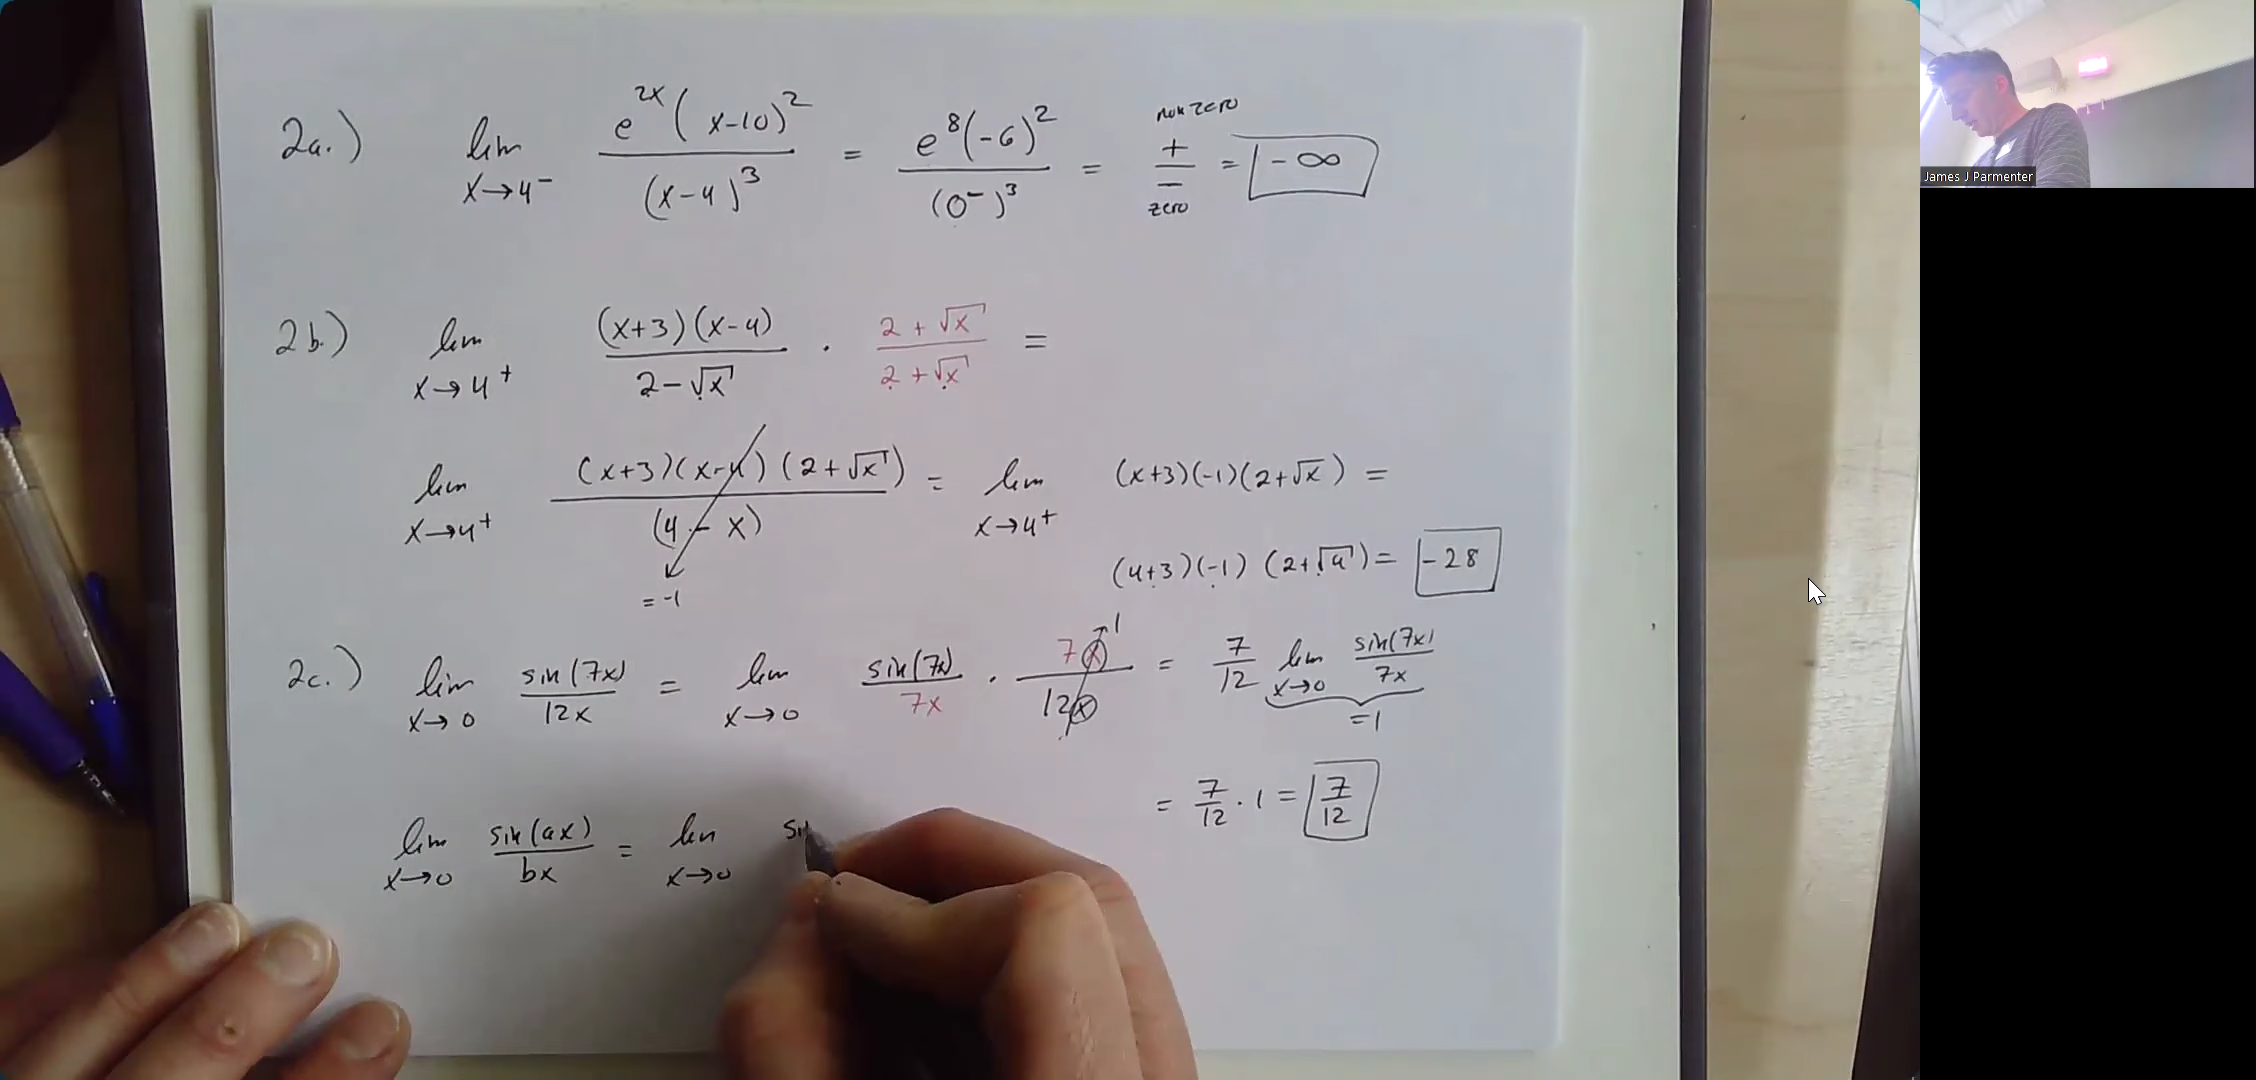 2a.) lim x→4⁻ e^{2x}(x-10)² / (x-4)³ = e⁸(-6)² / (0⁻)³ = non zero + / - zero = -∞
2b.) lim x→4⁺ (x+3)(x-4) / 2-√x · 2+√x / 2+√x =
lim x→4⁺ (x+3)(x-4)(2+√x) / (4-x) = lim x→4⁺ (x+3)(-1)(2+√x) =
= -1
(4+3)(-1)(2+√4) = -28
2c.) lim x→0 sin(7x) / 12x = lim x→0 sin(7x) / 7x · 7x / 12x = 7/12 lim x→0 sin(7x) / 7x
1
= 1
= 7/12 · 1 = 7/12
lim x→0 sin(ax) / bx = lim x→0 sin
James J Parmenter